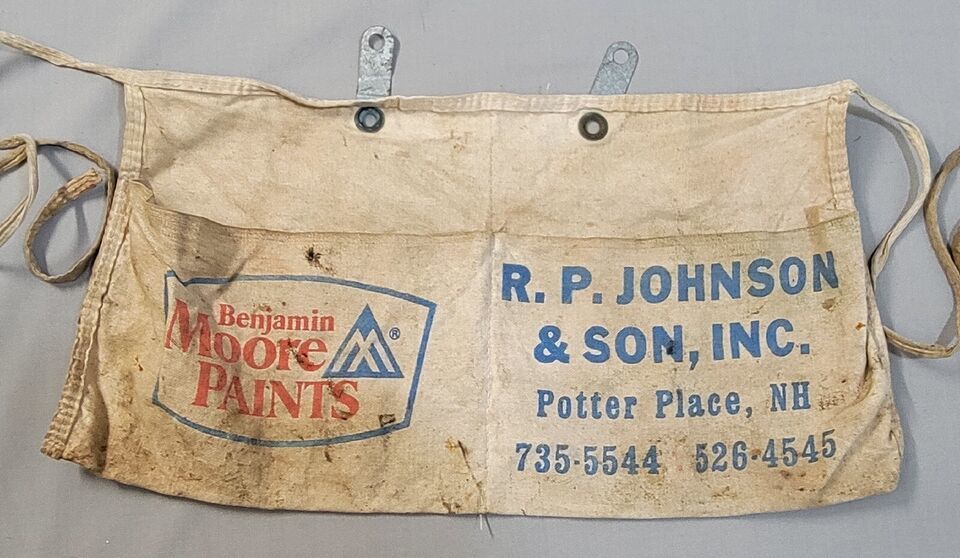 Benjamin
Moore
PAINTS
®
R. P. JOHNSON
& SON, INC.
Potter Place, NH
735-5544 526-4545